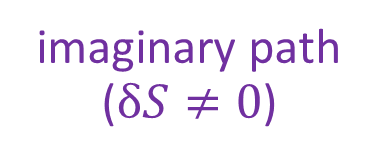 imaginary path
(δS ≠ 0)